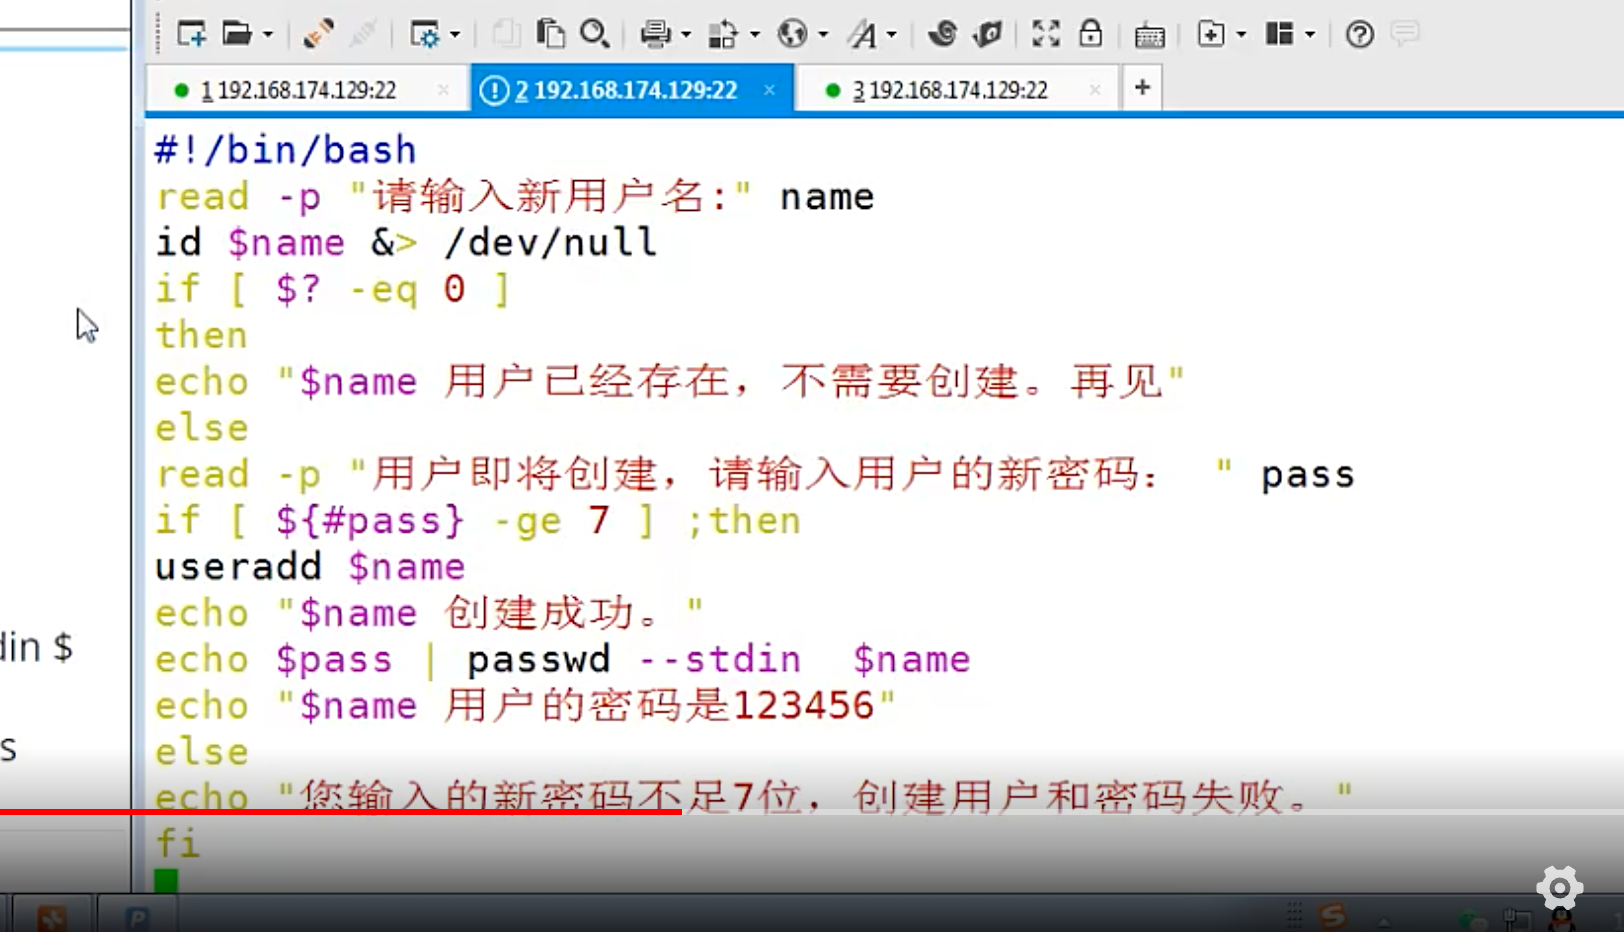 1 192.168.174.129:22
2 192.168.174.129:22
3 192.168.174.129:22
#!/bin/bash
read -p "请输入新用户名:" name
id $name &> /dev/null
if [ $? -eq 0 ]
then
echo "$name 用户已经存在，不需要创建。再见"
else
read -p "用户即将创建，请输入用户的新密码： " pass
if [ ${#pass} -ge 7 ] ;then
useradd $name
echo "$name 创建成功。"
echo $pass | passwd --stdin  $name
echo "$name 用户的密码是123456"
else
echo "您输入的新密码不足7位，创建用户和密码失败。"
fi
din $
s